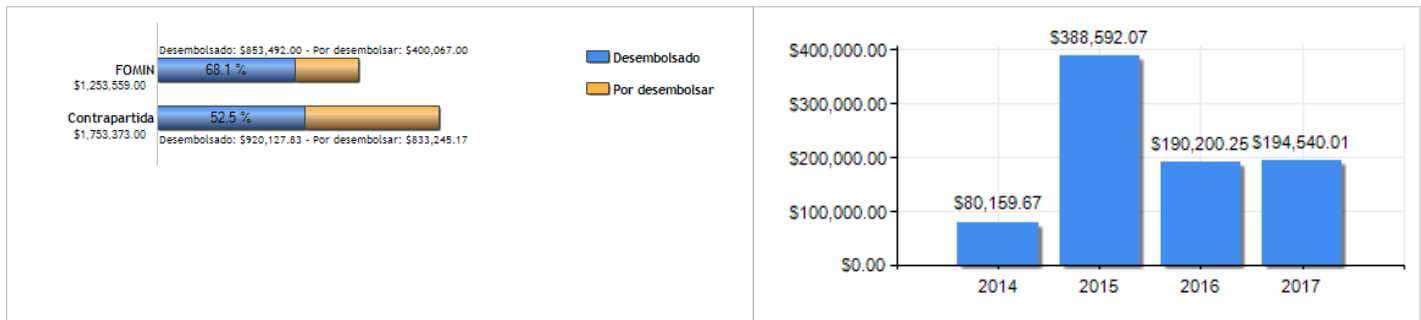 Desembolsado: $853,492.00 - Por desembolsar: $400,067.00
FOMIN
68.1 %
$1,253,559.00
Contrapartida
52.5 %
$1,753,373.00
Desembolsado: $920,127.83 - Por desembolsar: $833,245.17
Desembolsado
Por desembolsar
$400,000.00
$300,000.00
$200,000.00
$100,000.00
$0.00
$80,159.67
$388,592.07
$190,200.25
$194,540.01
2014
2015
2016
2017